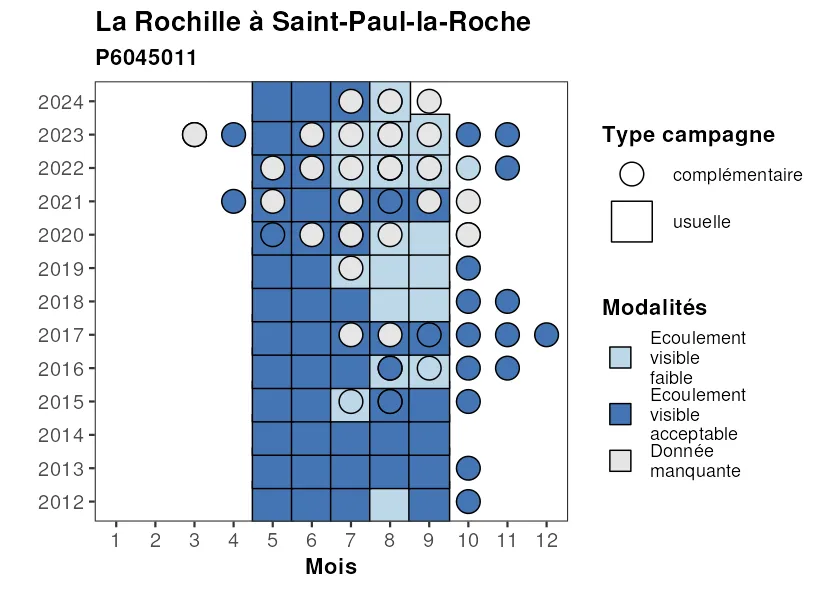 La Rochille à Saint-Paul-la-Roche
P6045011
2024
2023
2022
2021
2020
2019
2018
2017
2016
2015
2014
2013
2012
1 2 3 4 5 6 7 8 9 10 11 12
Mois
Type campagne
complémentaire
usuelle
Modalités
Ecoulement
visible
faible
Ecoulement
visible
acceptable
Donnée
manquante